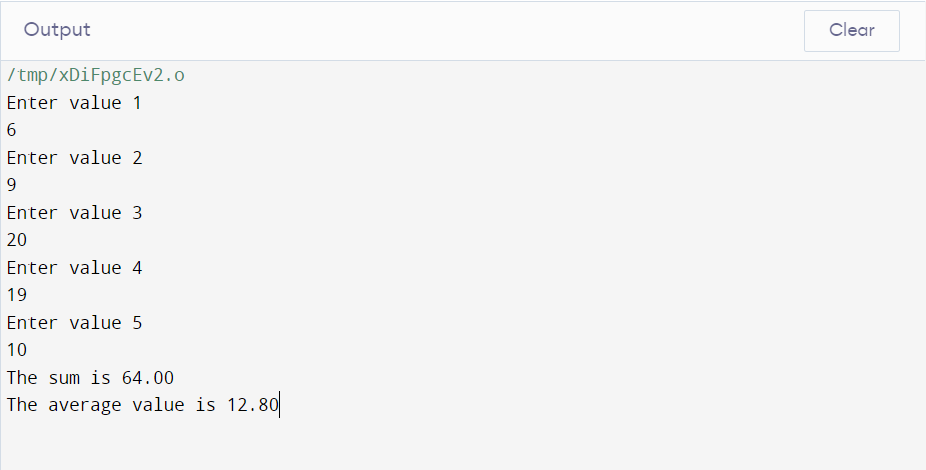 Output
Clear
/tmp/xDiFpgcEv2.o
Enter value 1
6
Enter value 2
9
Enter value 3
20
Enter value 4
19
Enter value 5
10
The sum is 64.00
The average value is 12.80